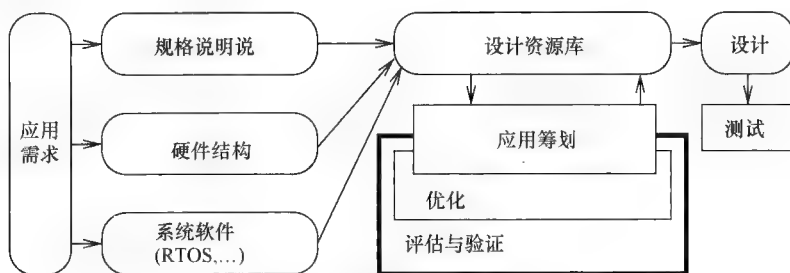 应用
需求
规格说明说
硬件结构
系统软件
(RTOS,…)
设计资源库
设计
测试
应用筹划
优化
评估与验证